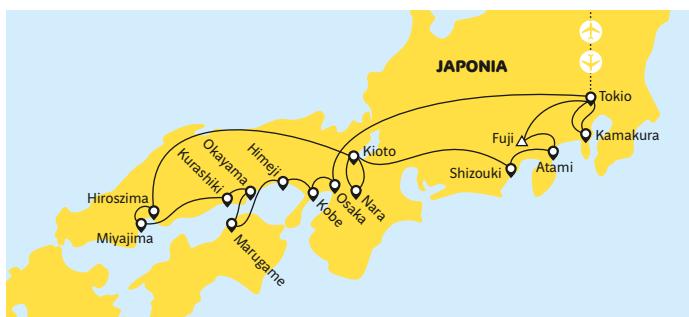 JAPONIA
Tokio
Kamakura
Fuji
Atami
Shizouki
Kioto
Nara
Osaka
Kobe
Himeji
Okayama
Kurashiki
Marugame
Hiroszima
Miyajima